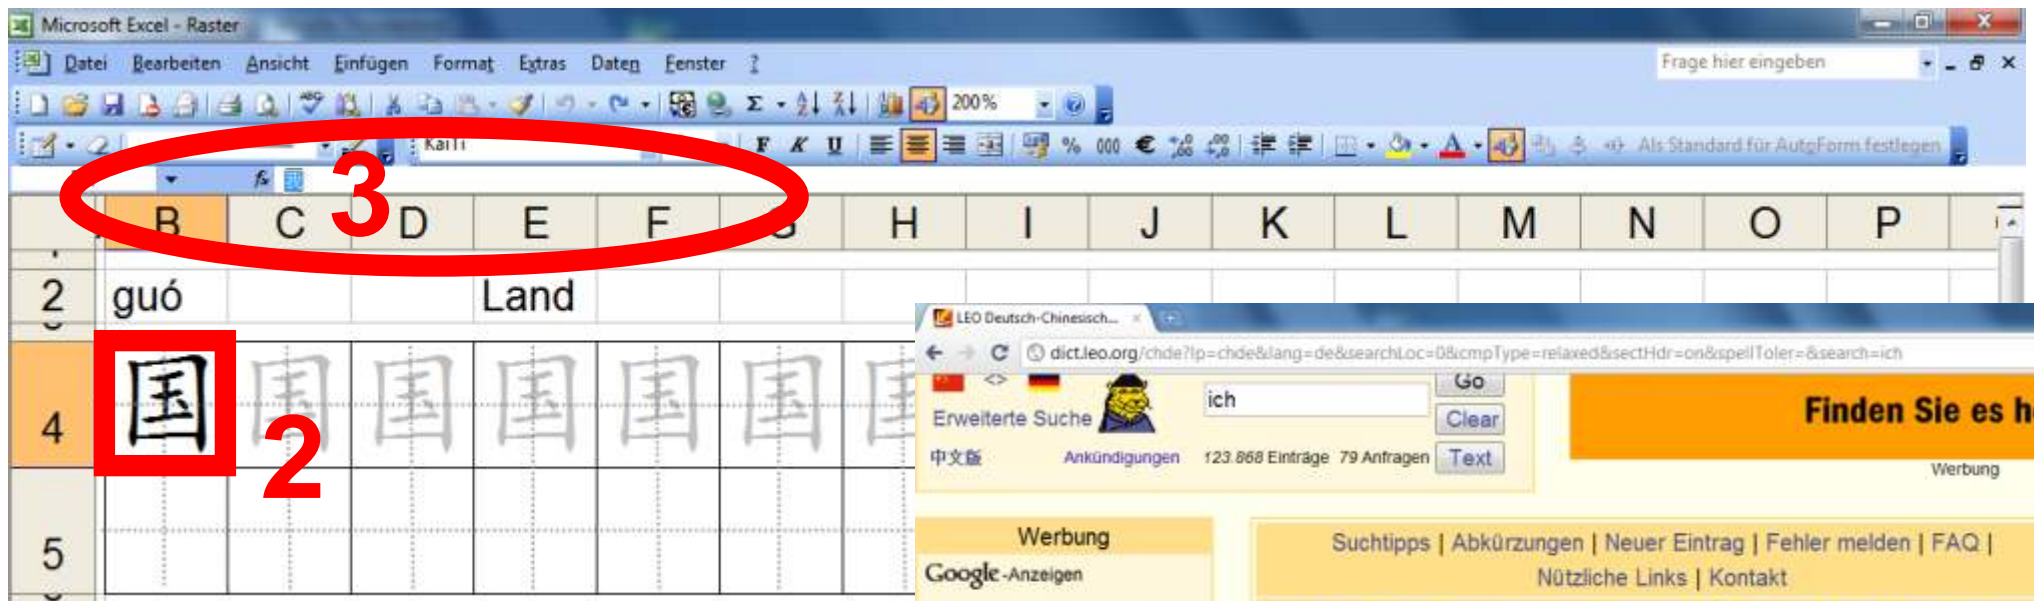 Microsoft Excel - Raster
Datei Bearbeiten Ansicht Einfügen Format Extras Daten Fenster ? Frage hier eingeben
200%
KaiTi F K U % 000 € Als Standard für AutoForm festlegen
3
B C D E F G H I J K L M N O P
2 guó Land
4 国 国 国 国 国 国
2
5
LEO Deutsch-Chinesisch...
dict.leo.org/chde?lp=chde&lang=de&searchLoc=0&cmpType=relaxed&sectHdr=on&spellToler=&search=ich
ich Go
Erweiterte Suche Clear
Finden Sie es h
中文版 Ankündigungen 123.868 Einträge 79 Anfragen Text
Werbung
Werbung
Suchtipps | Abkürzungen | Neuer Eintrag | Fehler melden | FAQ |
Google-Anzeigen
Nützliche Links | Kontakt